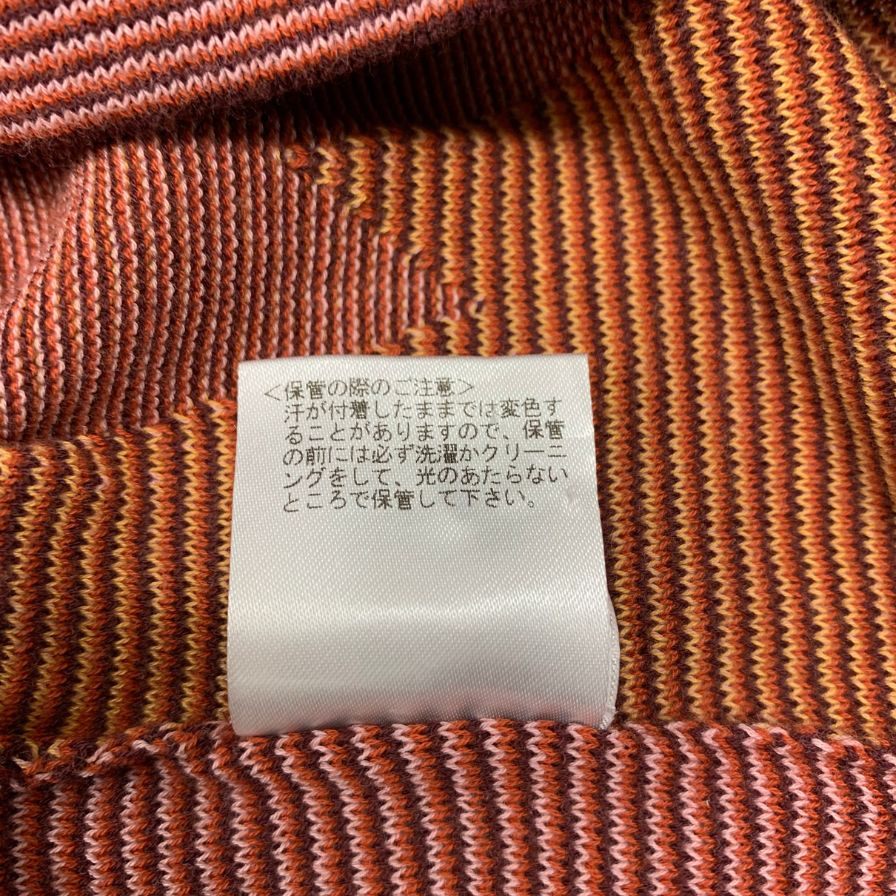 ＜保管の際のご注意＞
汗が付着したままでは変色す
ることがありますので、保管
の前には必ず洗濯かクリーニ
ングをして、光のあたらない
ところで保管して下さい。